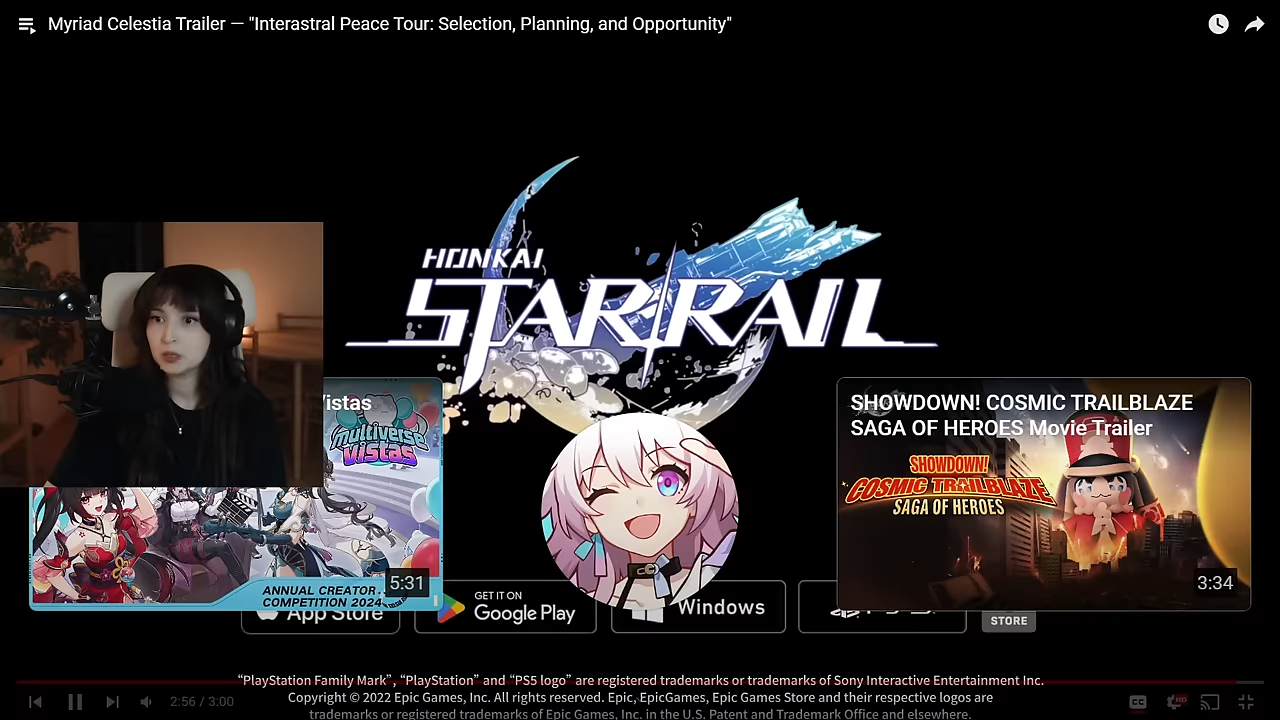 Myriad Celestia Trailer — "Interastral Peace Tour: Selection, Planning, and Opportunity"
HONKAI
STAR RAIL
Vistas
multiverse
VISTAS
ANNUAL CREATOR
COMPETITION 2024
5:31
SHOWDOWN! COSMIC TRAILBLAZE
SAGA OF HEROES Movie Trailer
SHOWDOWN!
COSMIC TRAILBLAZE
SAGA OF HEROES
3:34
App Store
GET IT ON
Google Play
Windows
STORE
“PlayStation Family Mark”, “PlayStation” and “PS5 logo” are registered trademarks or trademarks of Sony Interactive Entertainment Inc.
Copyright © 2022 Epic Games, Inc. All rights reserved. Epic, EpicGames, Epic Games Store and their respective logos are
trademarks or registered trademarks of Epic Games, Inc. in the U.S. Patent and Trademark Office and elsewhere.
2:56 / 3:00
CC
HD